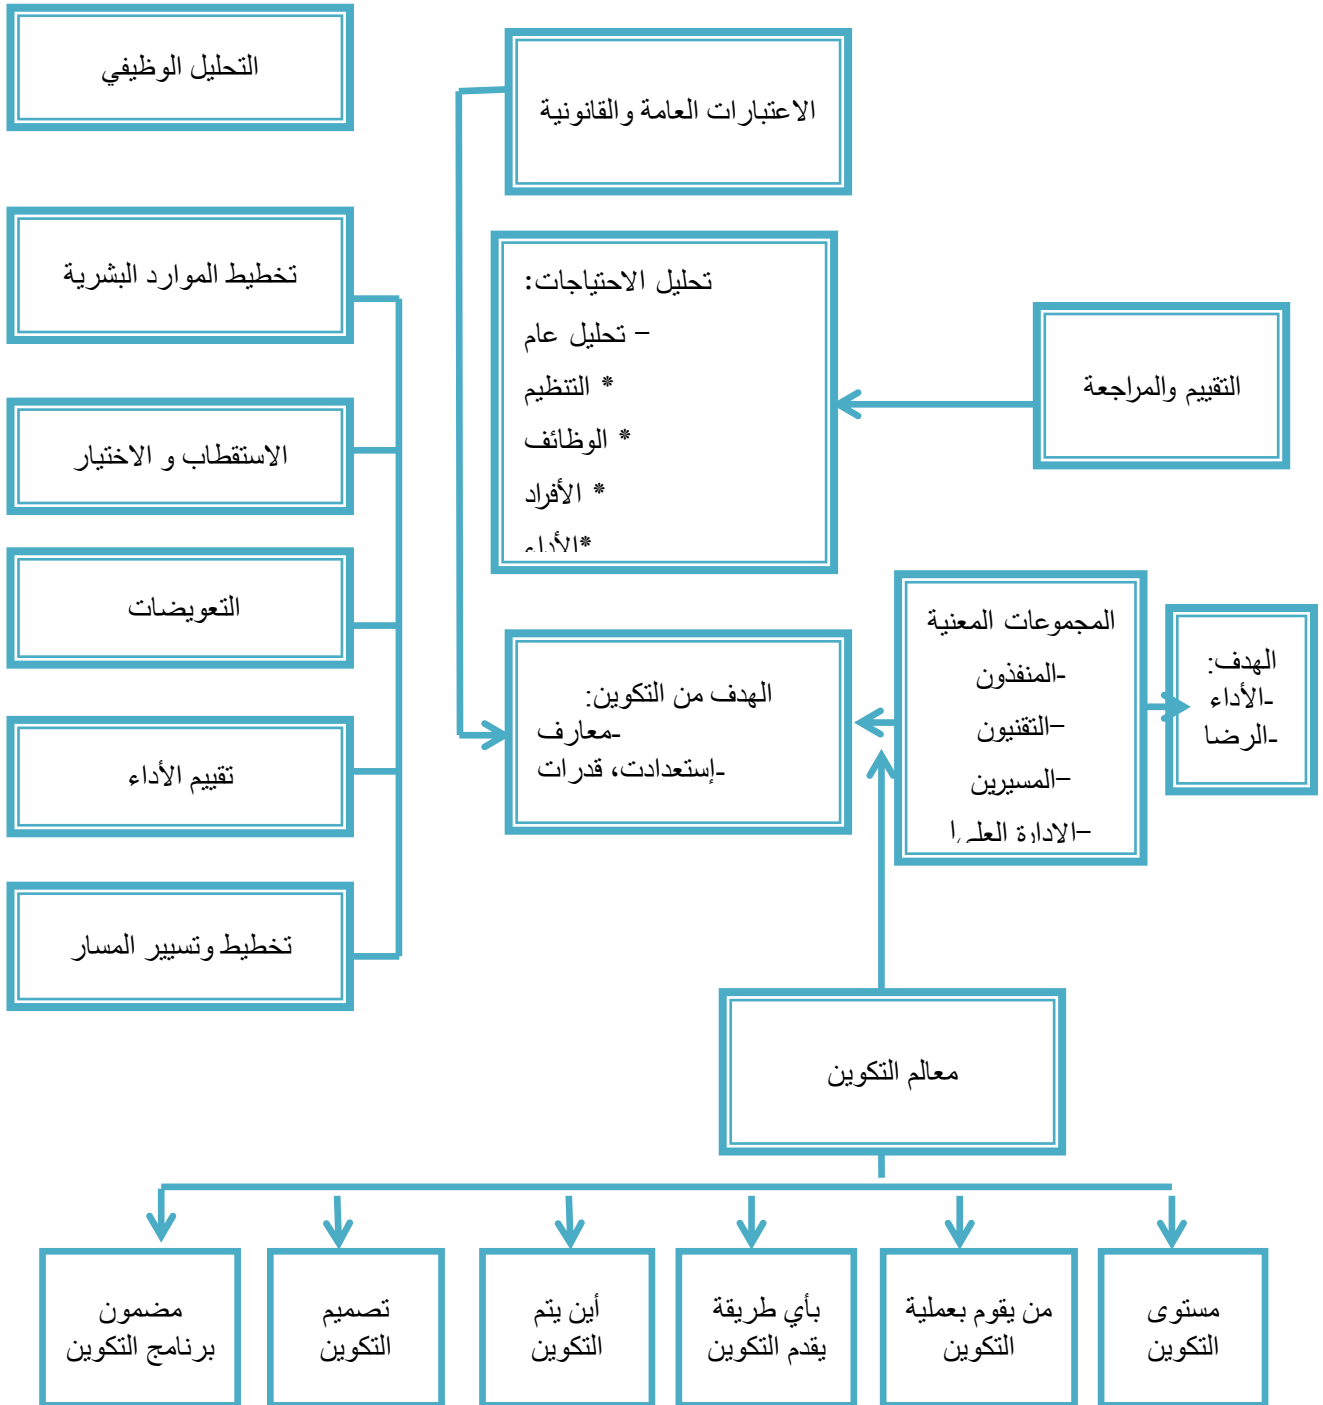 التحليل الوظيفي
الاعتبارات العامة والقانونية
تخطيط الموارد البشرية
تحليل الاحتياجات:
– تحليل عام
* التنظيم
* الوظائف
* الأفراد
*الأداء
التقييم والمراجعة
الاستقطاب و الاختيار
التعويضات
تقييم الأداء
تخطيط وتسيير المسار
الهدف من التكوين:
-معارف
-إستعدادت، قدرات
المجموعات المعنية
-المنفذون
–التقنيون
–المسيرين
–الادارة العليا
الهدف:
-الأداء
-الرضا
معالم التكوين
مستوى
التكوين
من يقوم بعملية
التكوين
بأي طريقة
يقدم التكوين
أين يتم
التكوين
تصميم
التكوين
مضمون
برنامج التكوين